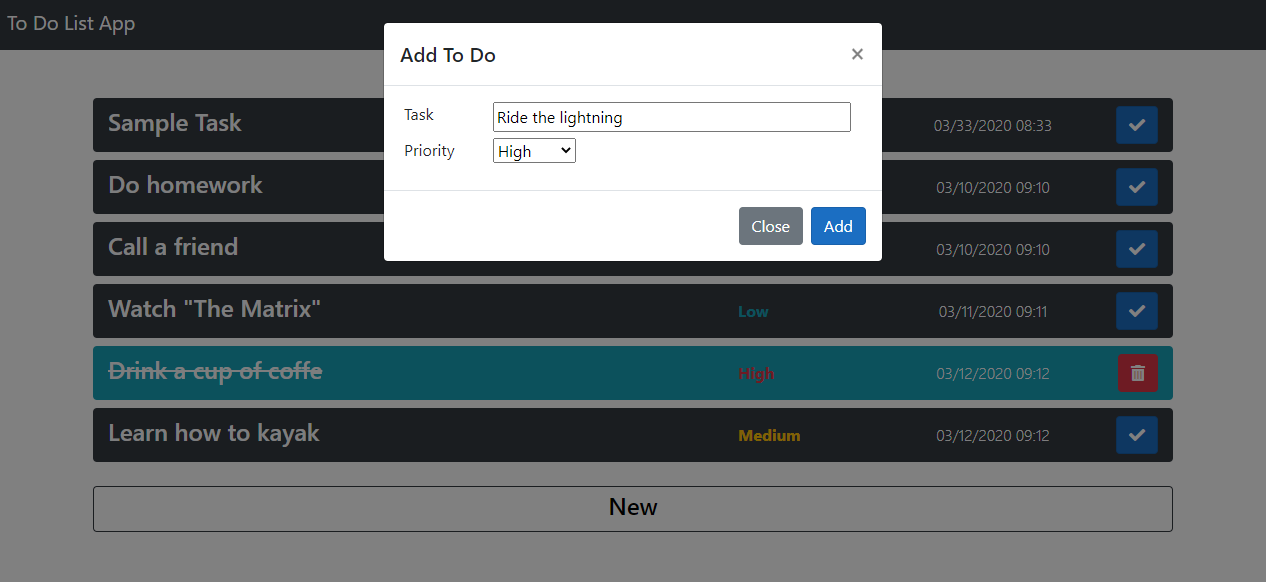 To Do List App
Add To Do ×
Task Ride the lightning
Priority High
Close Add
Sample Task 03/33/2020 08:33
Do homework 03/10/2020 09:10
Call a friend 03/10/2020 09:10
Watch "The Matrix" Low 03/11/2020 09:11
Drink a cup of coffe High 03/12/2020 09:12
Learn how to kayak Medium 03/12/2020 09:12
New